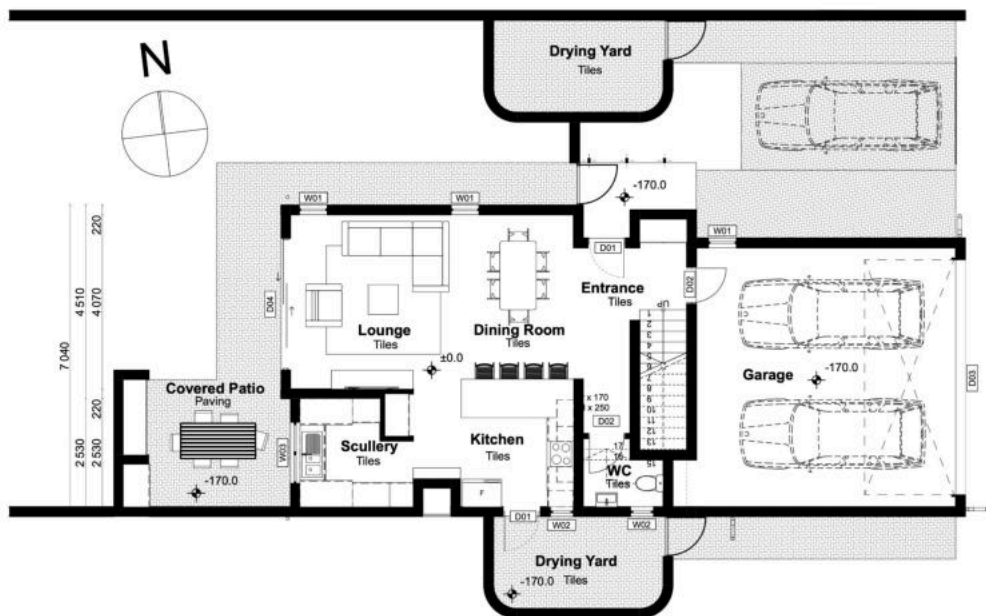 Drying Yard
Tiles
N
-170.0
W01
W01
D01
W01
220
4 510
4 070
7 040
220
2 530
2 530
D04
Entrance
Tiles
D02
UP
1
2
3
4
5
6
7
8
9
10
11
12
13
15
Lounge
Tiles
Dining Room
Tiles
±0.0
Garage
-170.0
D03
Covered Patio
Paving
x 170
x 250
D02
W03
Scullery
Tiles
Kitchen
Tiles
WC
Tiles
-170.0
F
D01
W02
W02
Drying Yard
Tiles
-170.0